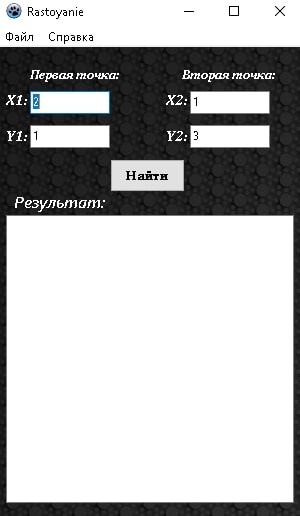 Rastoyanie
Файл Справка
Первая точка: Вторая точка:
X1: 2 X2: 1
Y1: 1 Y2: 3
Найти
Результат: